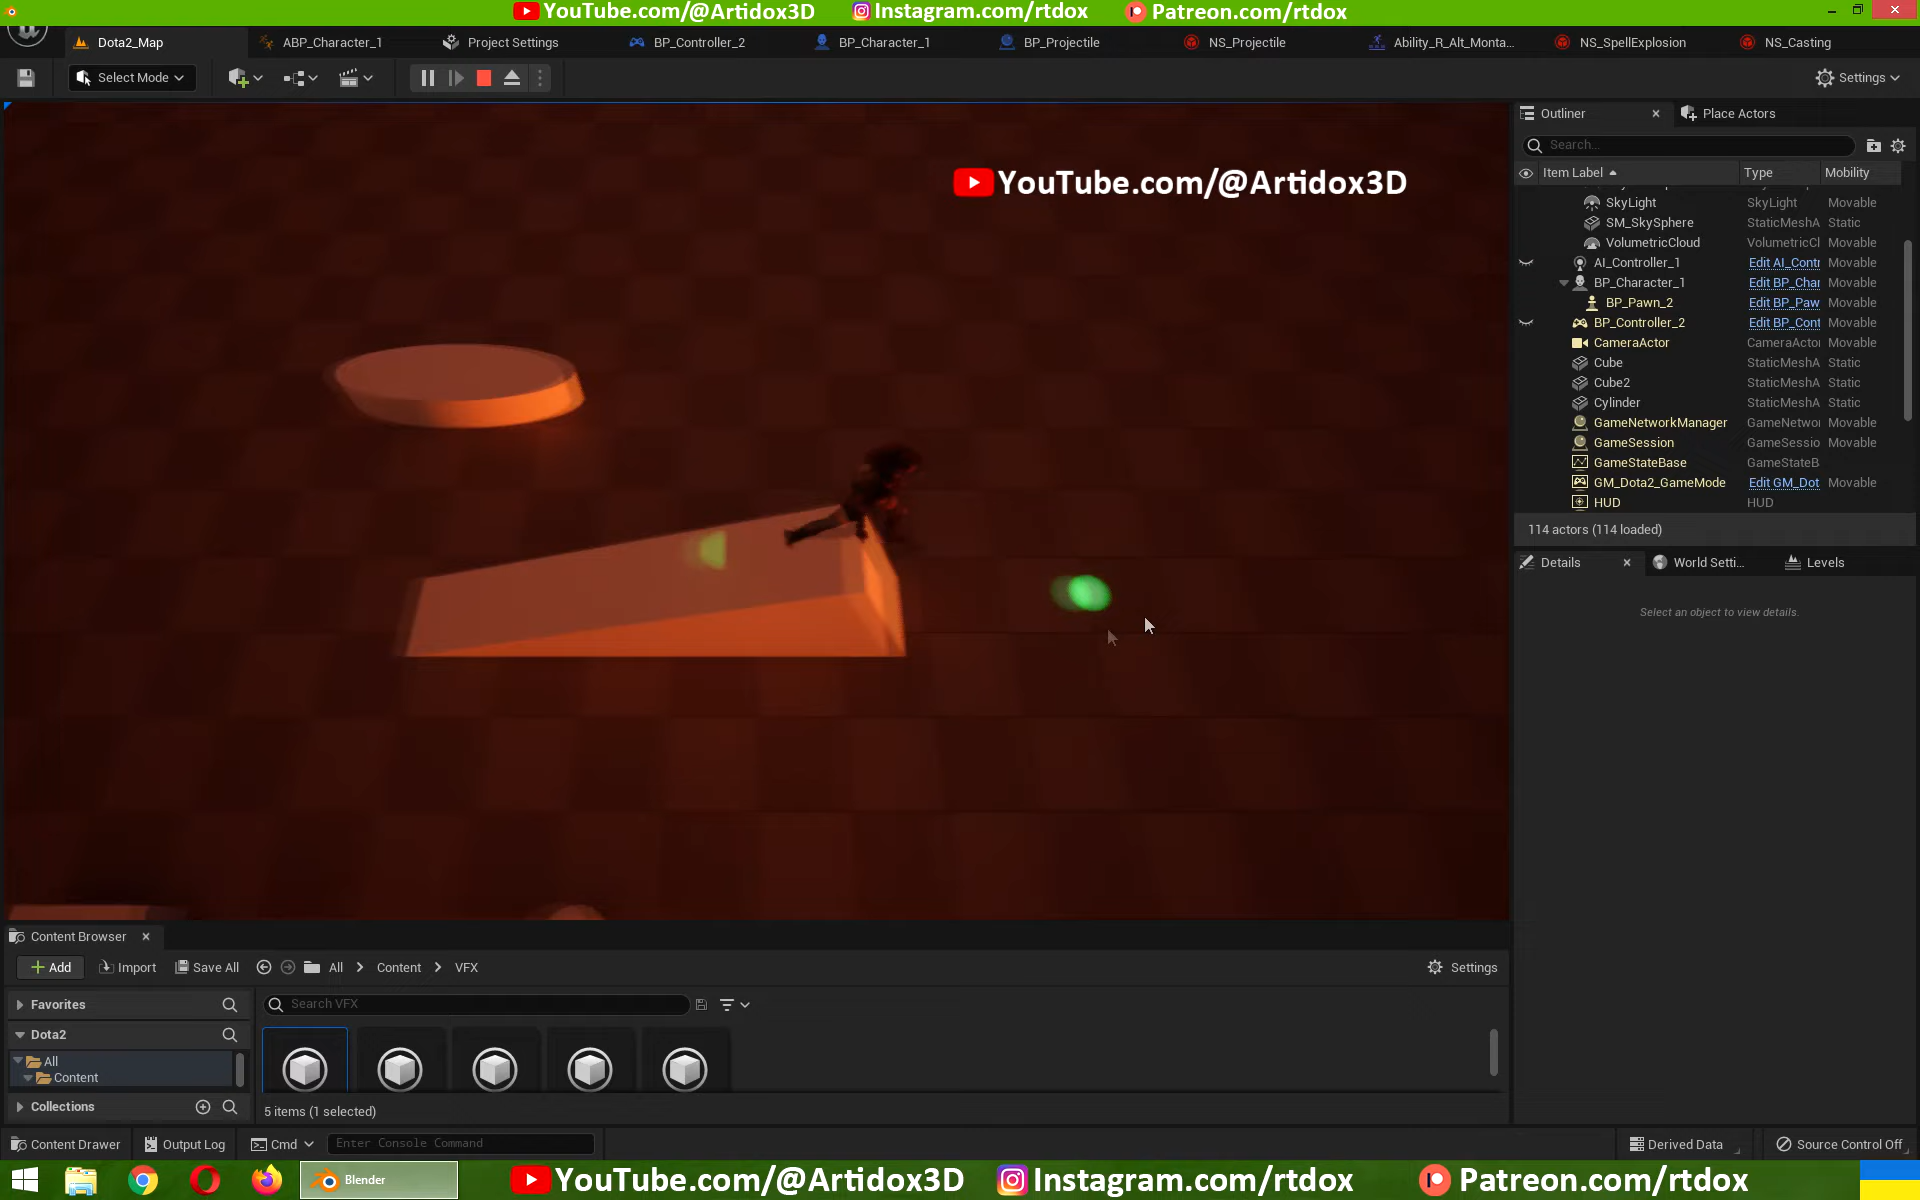 YouTube.com/@Artidox3D Instagram.com/rtdox Patreon.com/rtdox
Dota2_Map ABP_Character_1 Project Settings BP_Controller_2 BP_Character_1 BP_Projectile NS_Projectile Ability_R_Alt_Monta... NS_SpellExplosion NS_Casting
Select Mode Settings
Outliner Place Actors
Search...
YouTube.com/@Artidox3D
Item Label Type Mobility
SkyLight SkyLight Movable
SM_SkySphere StaticMeshA Static
VolumetricCloud VolumetricCl Movable
AI_Controller_1 Edit AI_Contr Movable
BP_Character_1 Edit BP_Char Movable
BP_Pawn_2 Edit BP_Paw Movable
BP_Controller_2 Edit BP_Cont Movable
CameraActor CameraActor Movable
Cube StaticMeshA Static
Cube2 StaticMeshA Static
Cylinder StaticMeshA Static
GameNetworkManager GameNetwor Movable
GameSession GameSessio Movable
GameStateBase GameStateB
GM_Dota2_GameMode Edit GM_Dot Movable
HUD HUD
114 actors (114 loaded)
Details World Setti... Levels
Select an object to view details.
Content Browser
Add Import Save All All Content VFX Settings
Favorites Search VFX
Dota2
All
Content
Collections
5 items (1 selected)
Content Drawer Output Log Cmd Enter Console Command Derived Data Source Control Off
Blender YouTube.com/@Artidox3D Instagram.com/rtdox Patreon.com/rtdox